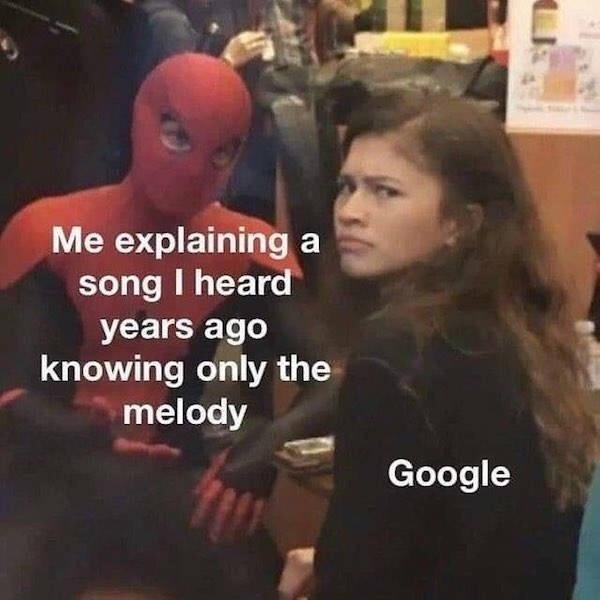 Me explaining a
song I heard
years ago
knowing only the
melody
Google